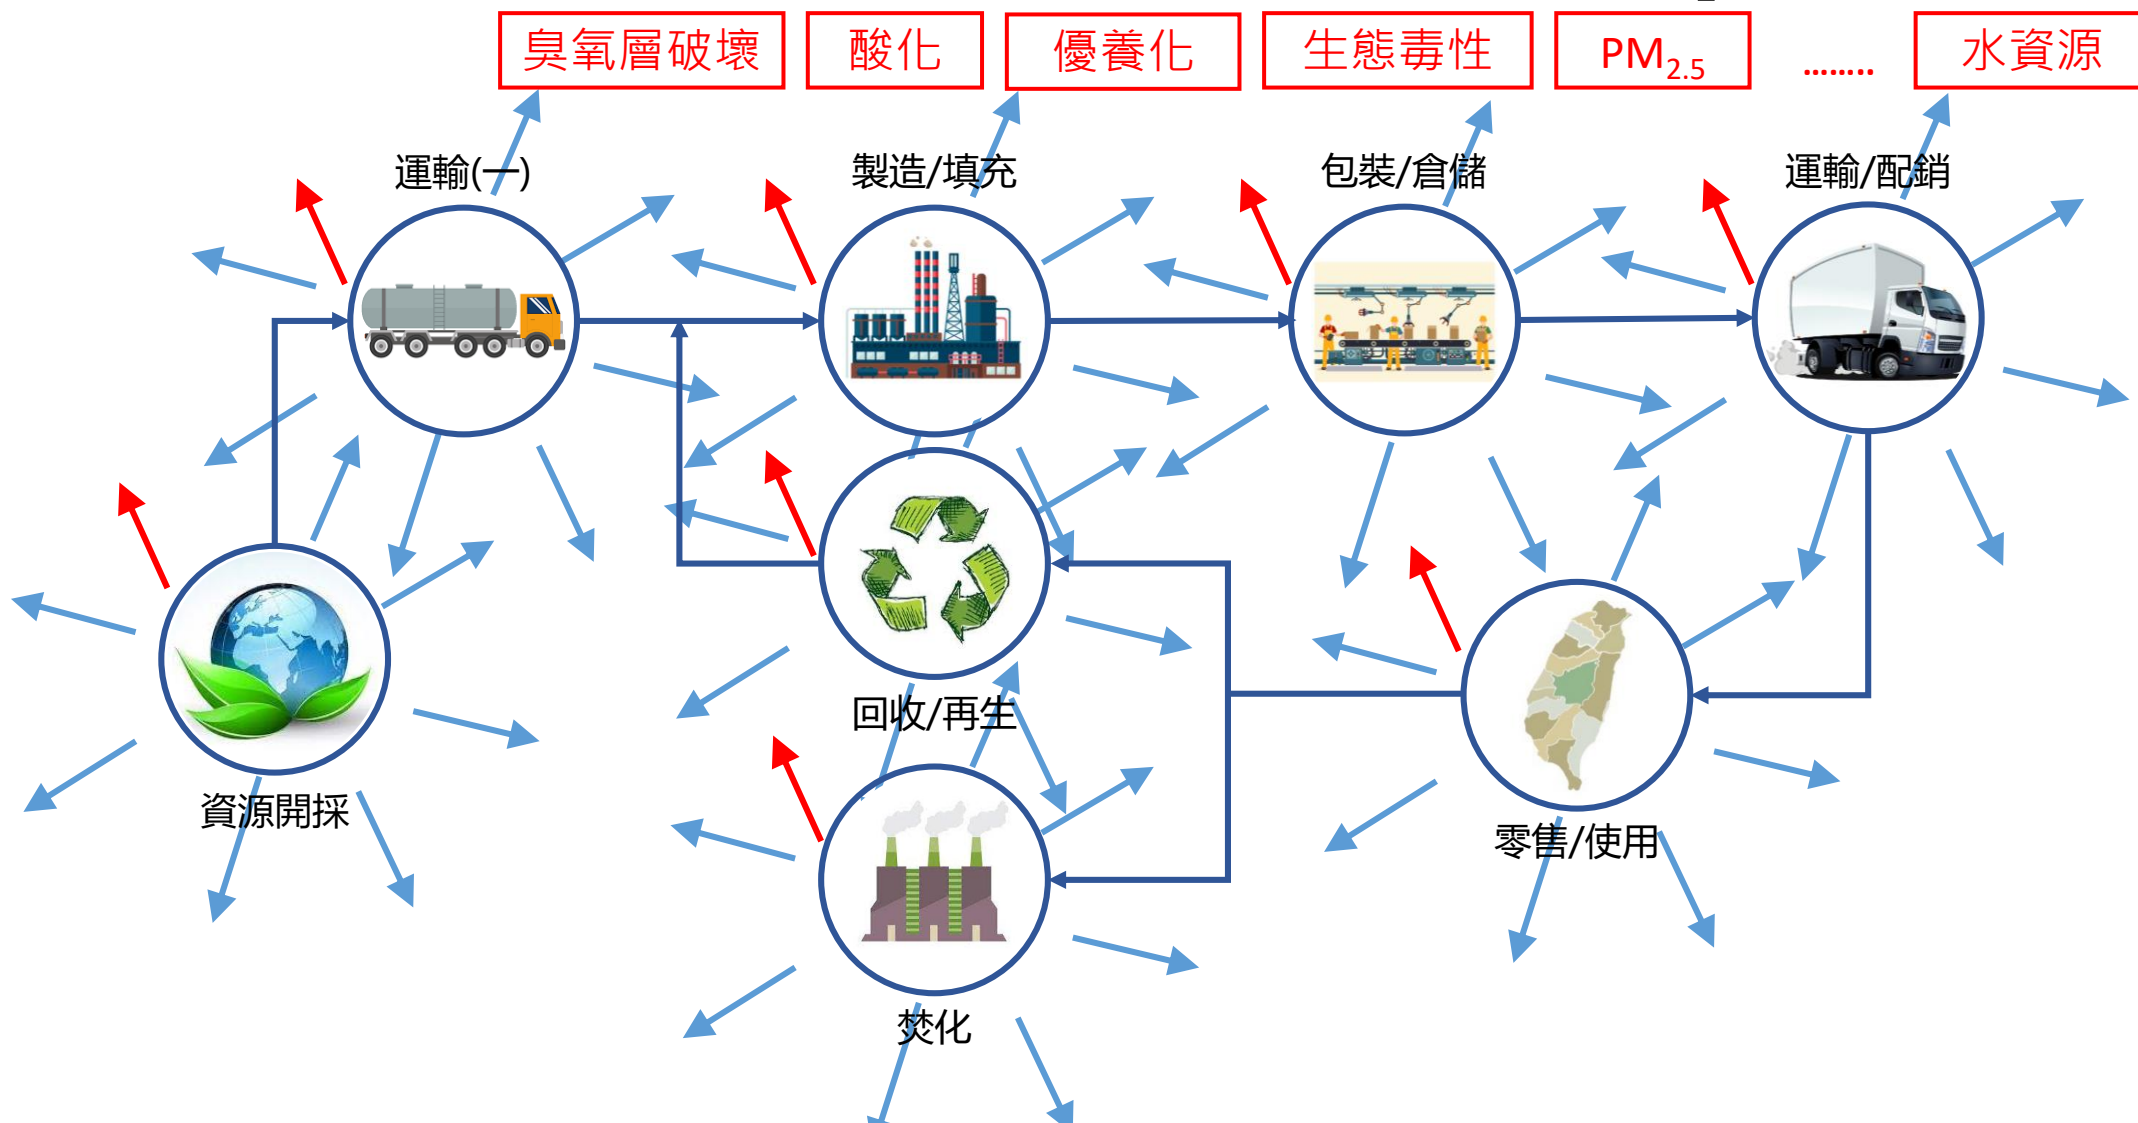 臭氧層破壞
酸化
優養化
生態毒性
PM2.5
........
水資源
運輸(一)
製造/填充
包裝/倉儲
運輸/配銷
回收/再生
資源開採
零售/使用
焚化